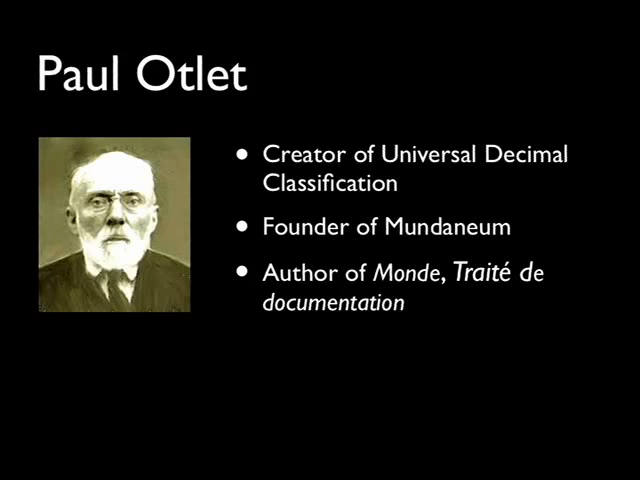 Paul Otlet
• Creator of Universal Decimal
Classification
• Founder of Mundaneum
• Author of Monde, Traité de
documentation